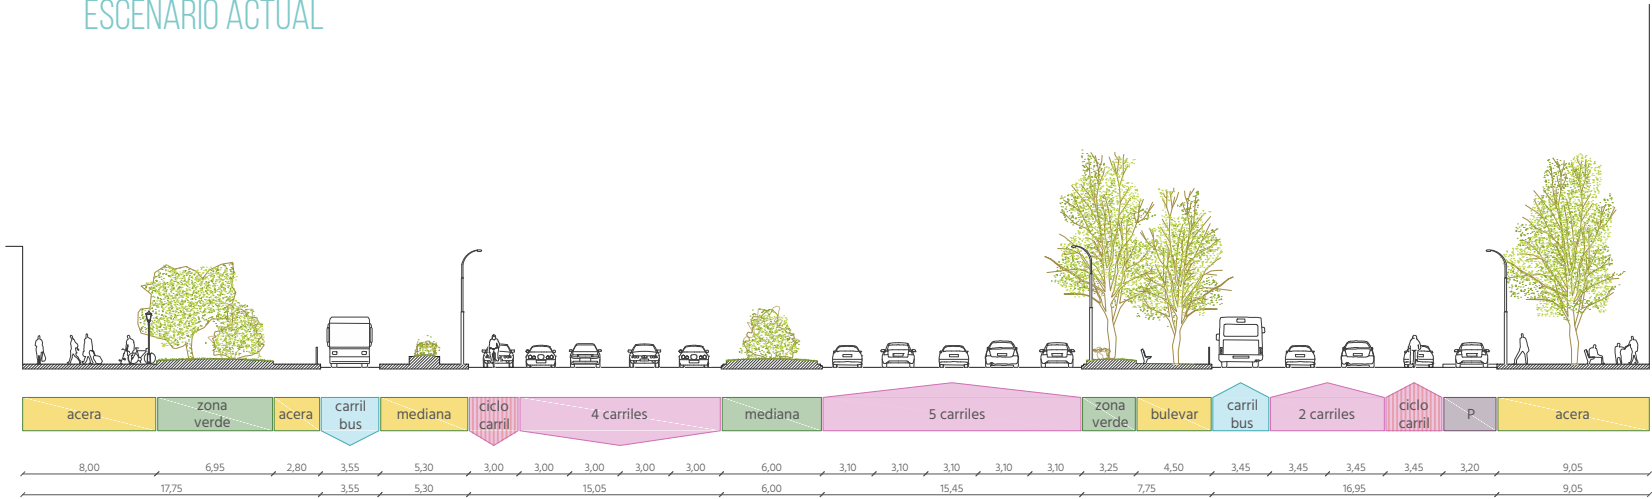 ESCENARIO ACTUAL
acera
zona
verde
acera
carril
bus
mediana
ciclo
carril
4 carriles
mediana
5 carriles
zona
verde
bulevar
carril
bus
2 carriles
ciclo
carril
P
acera
8,00 6,95 2,80 3,55 5,30 3,00 3,00 3,00 3,00 3,00 6,00 3,10 3,10 3,10 3,10 3,10 3,25 4,50 3,45 3,45 3,45 3,45 3,20 9,05
17,75 3,55 5,30 15,05 6,00 15,45 7,75 16,95 9,05